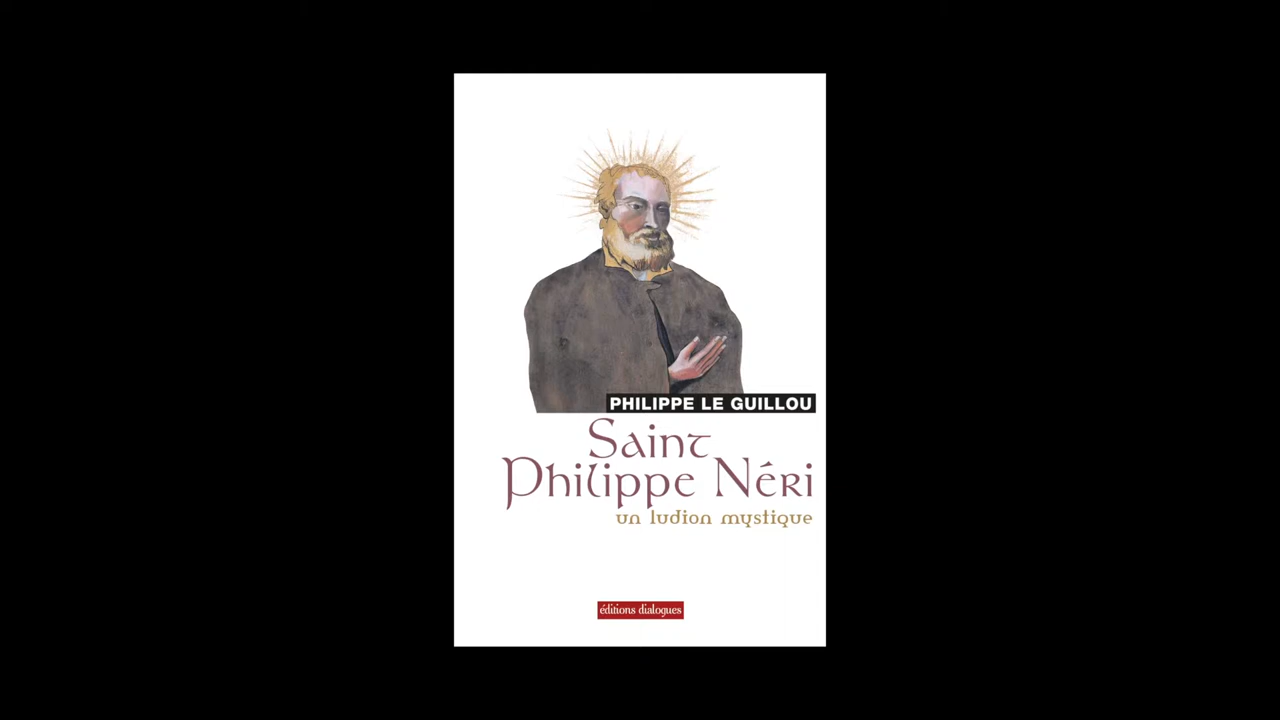 PHILIPPE LE GUILLOU
Saint
Philippe Néri
un ludion mystique
éditions dialogues